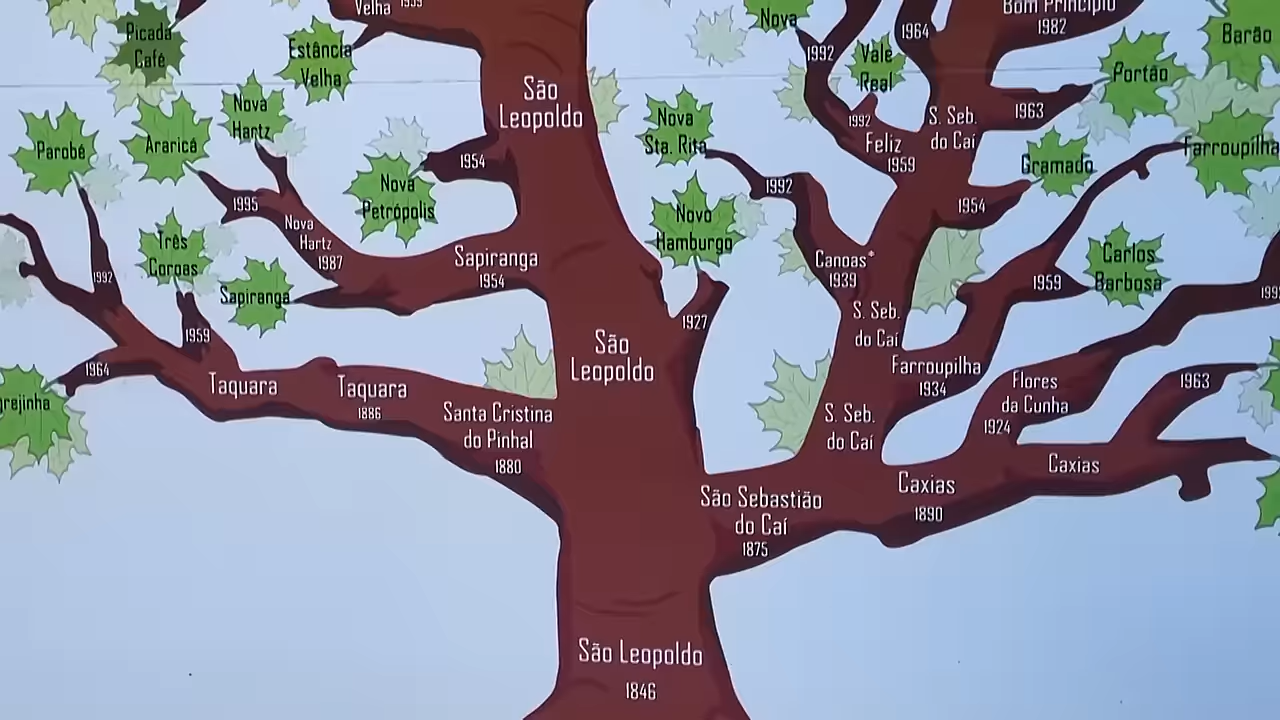 Velha 1959
Picada
Café
Estância
Velha
Nova
1964
Bom Princípio
1982
Barão
1992
Vale
Real
Portão
São
Leopoldo
Nova
Hartz
Nova
Sta. Rita
1992
S. Seb.
do Caí
1963
Parobé
Araricá
Feliz
1959
Gramado
Farroupilha
1954
Nova
Petrópolis
1992
1954
1995
Nova
Hartz
1987
Novo
Hamburgo
Três
Coroas
Sapiranga
1954
Canoas*
1939
Carlos
Barbosa
1992
Sapiranga
1959
1927
S. Seb.
do Caí
1959
São
Leopoldo
1964
Taquara
Taquara
1886
Farroupilha
1934
Flores
da Cunha
1924
1963
grejinha
Santa Cristina
do Pinhal
1880
S. Seb.
do Caí
Caxias
São Sebastião
do Caí
1875
Caxias
1890
São Leopoldo
1846